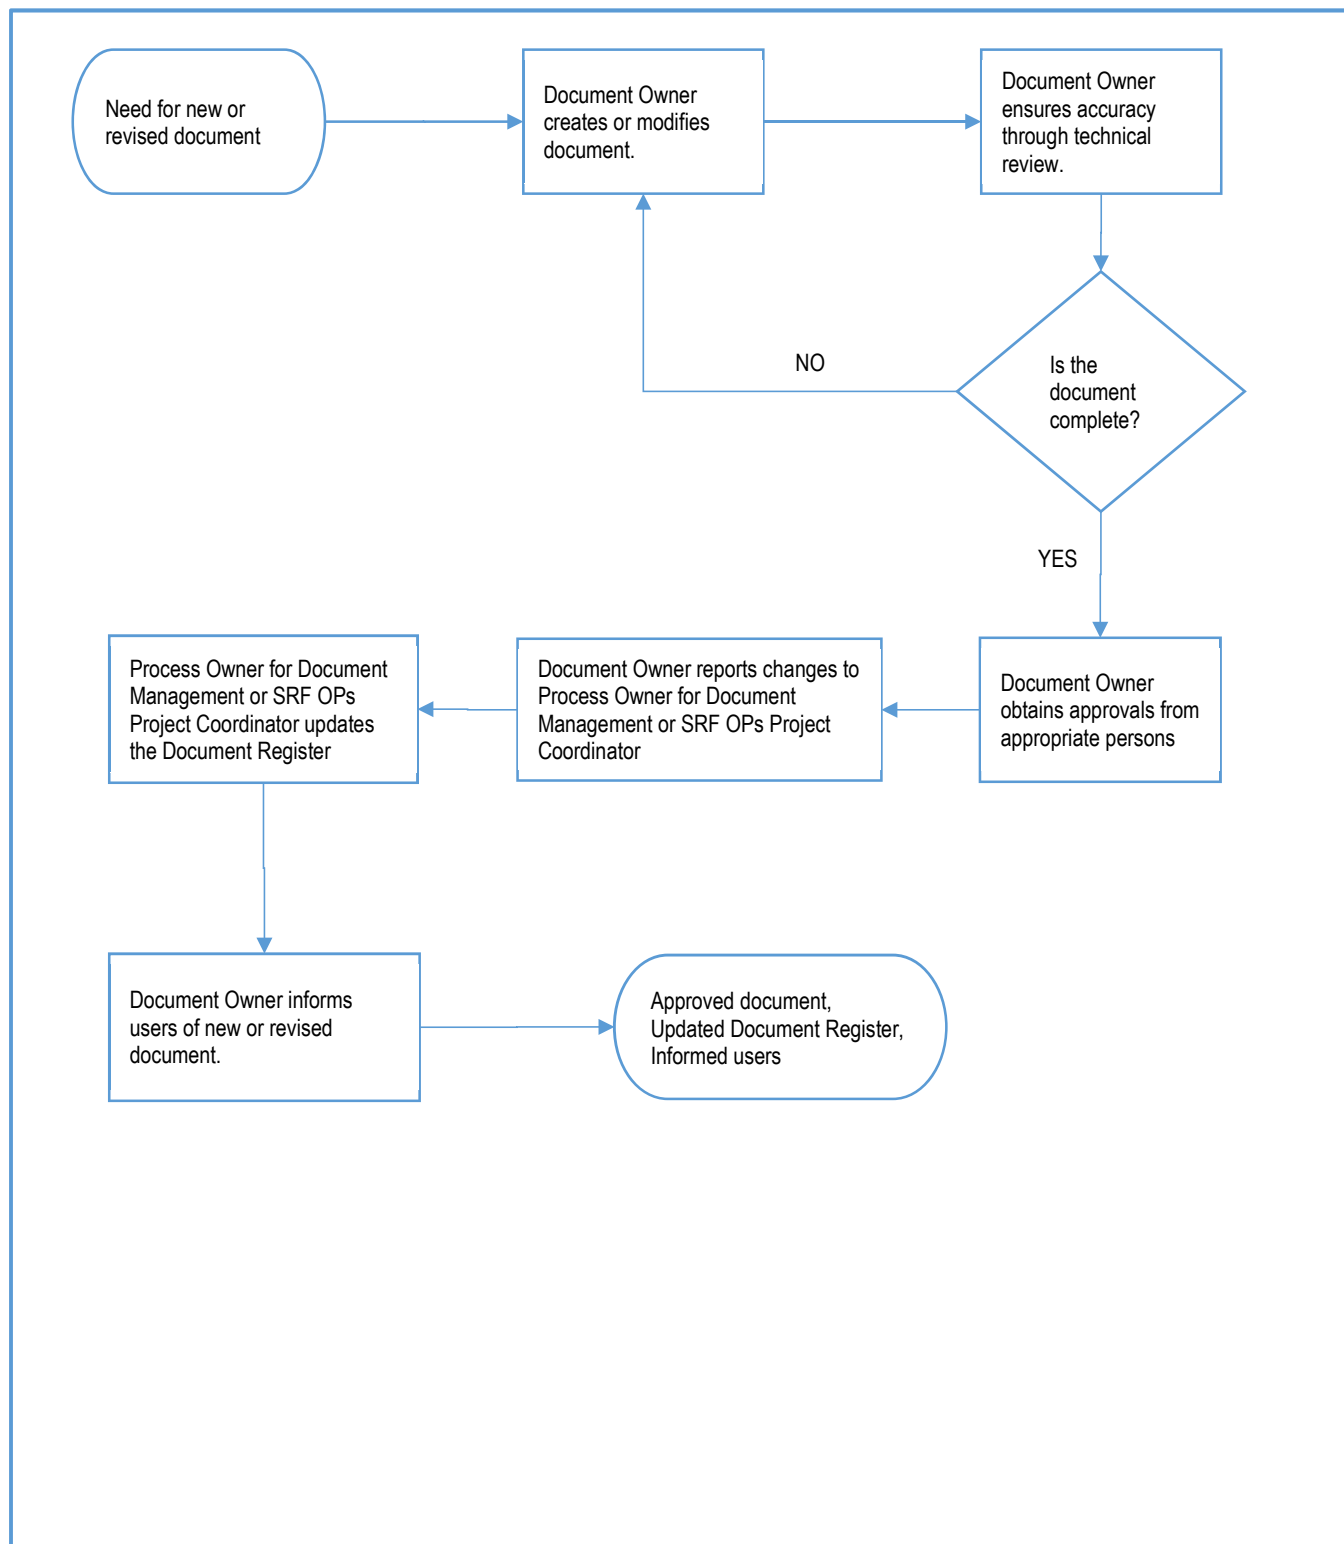 Need for new or
revised document
Document Owner
creates or modifies
document.
Document Owner
ensures accuracy
through technical
review.
Is the
document
complete?
NO
YES
Document Owner
obtains approvals from
appropriate persons
Document Owner reports changes to
Process Owner for Document
Management or SRF OPs Project
Coordinator
Process Owner for Document
Management or SRF OPs
Project Coordinator updates
the Document Register
Document Owner informs
users of new or revised
document.
Approved document,
Updated Document Register,
Informed users